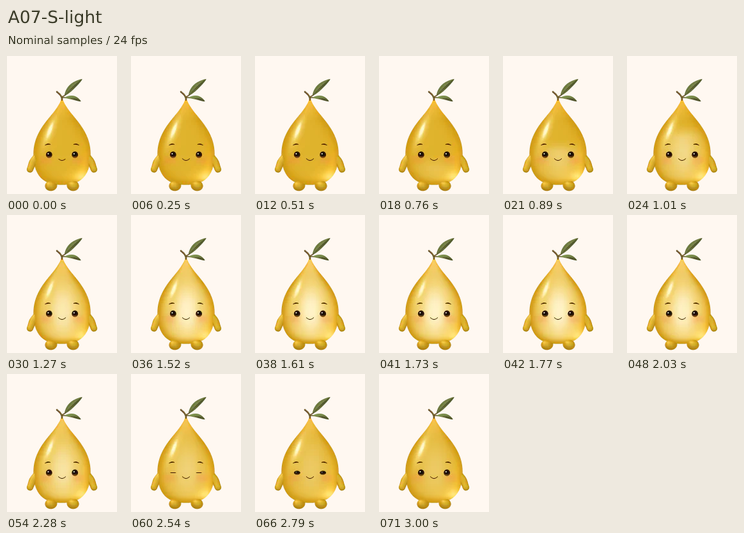 A07-S-light
Nominal samples / 24 fps
000 0.00 s
006 0.25 s
012 0.51 s
018 0.76 s
021 0.89 s
024 1.01 s
030 1.27 s
036 1.52 s
038 1.61 s
041 1.73 s
042 1.77 s
048 2.03 s
054 2.28 s
060 2.54 s
066 2.79 s
071 3.00 s